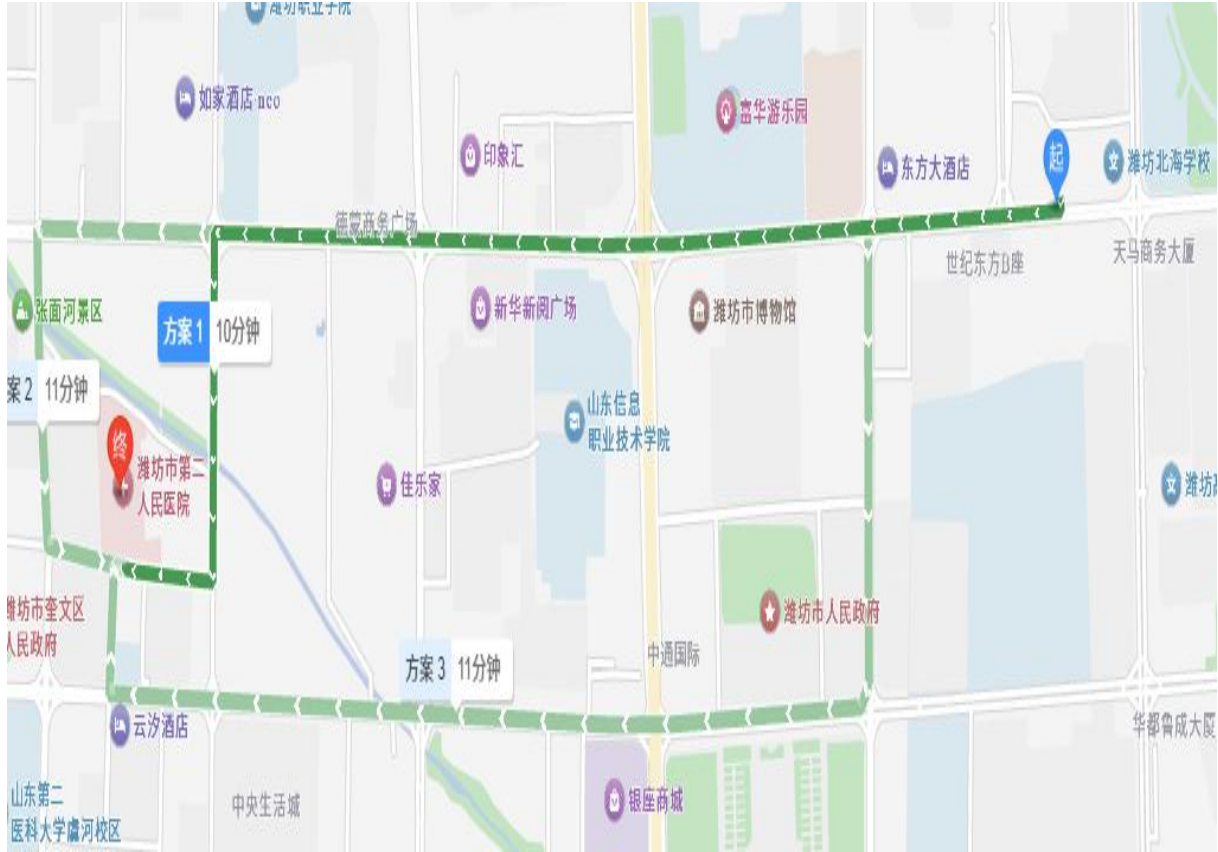 潍坊职业学院
如家酒店 neo
富华游乐园
印象汇
起
东方大酒店
潍坊北海学校
德蒙商务广场
世纪东方B座
天马商务大厦
张面河景区
新华新阅广场
潍坊市博物馆
方案 1 10分钟
案 2 11分钟
山东信息
职业技术学院
终
潍坊市第二
人民医院
佳乐家
潍坊
潍坊市奎文区
人民政府
潍坊市人民政府
中通国际
方案 3 11分钟
云汐酒店
华都鲁成大厦
山东第二
医科大学虞河校区
中央生活城
银座商城